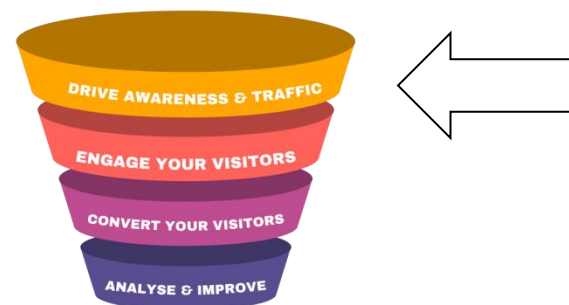 DRIVE AWARENESS & TRAFFIC
ENGAGE YOUR VISITORS
CONVERT YOUR VISITORS
ANALYSE & IMPROVE